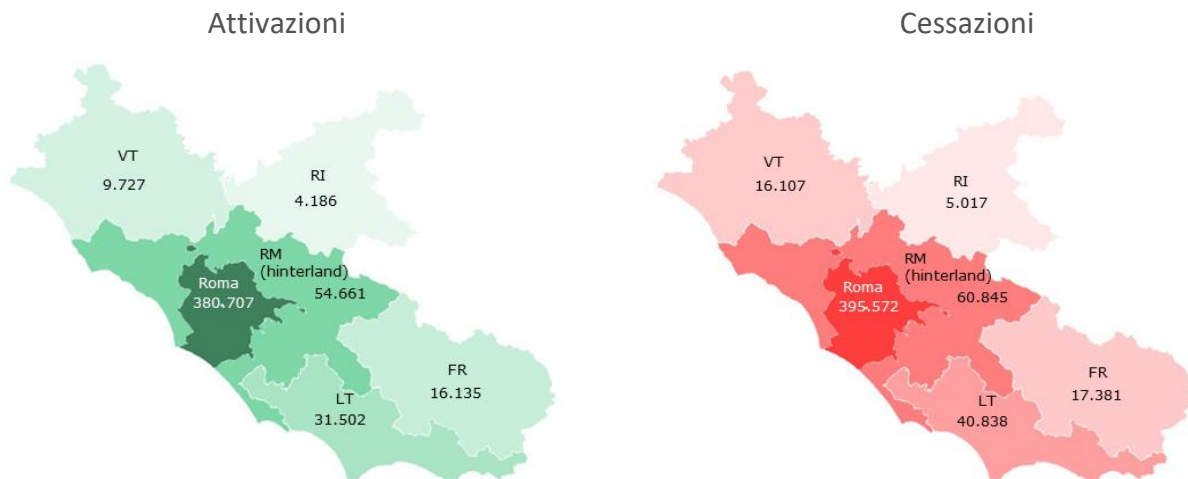 Attivazioni
VT
9.727
RI
4.186
RM
(hinterland)
54.661
Roma
380.707
FR
16.135
LT
31.502
Cessazioni
VT
16.107
RI
5.017
RM
(hinterland)
60.845
Roma
395.572
FR
17.381
LT
40.838